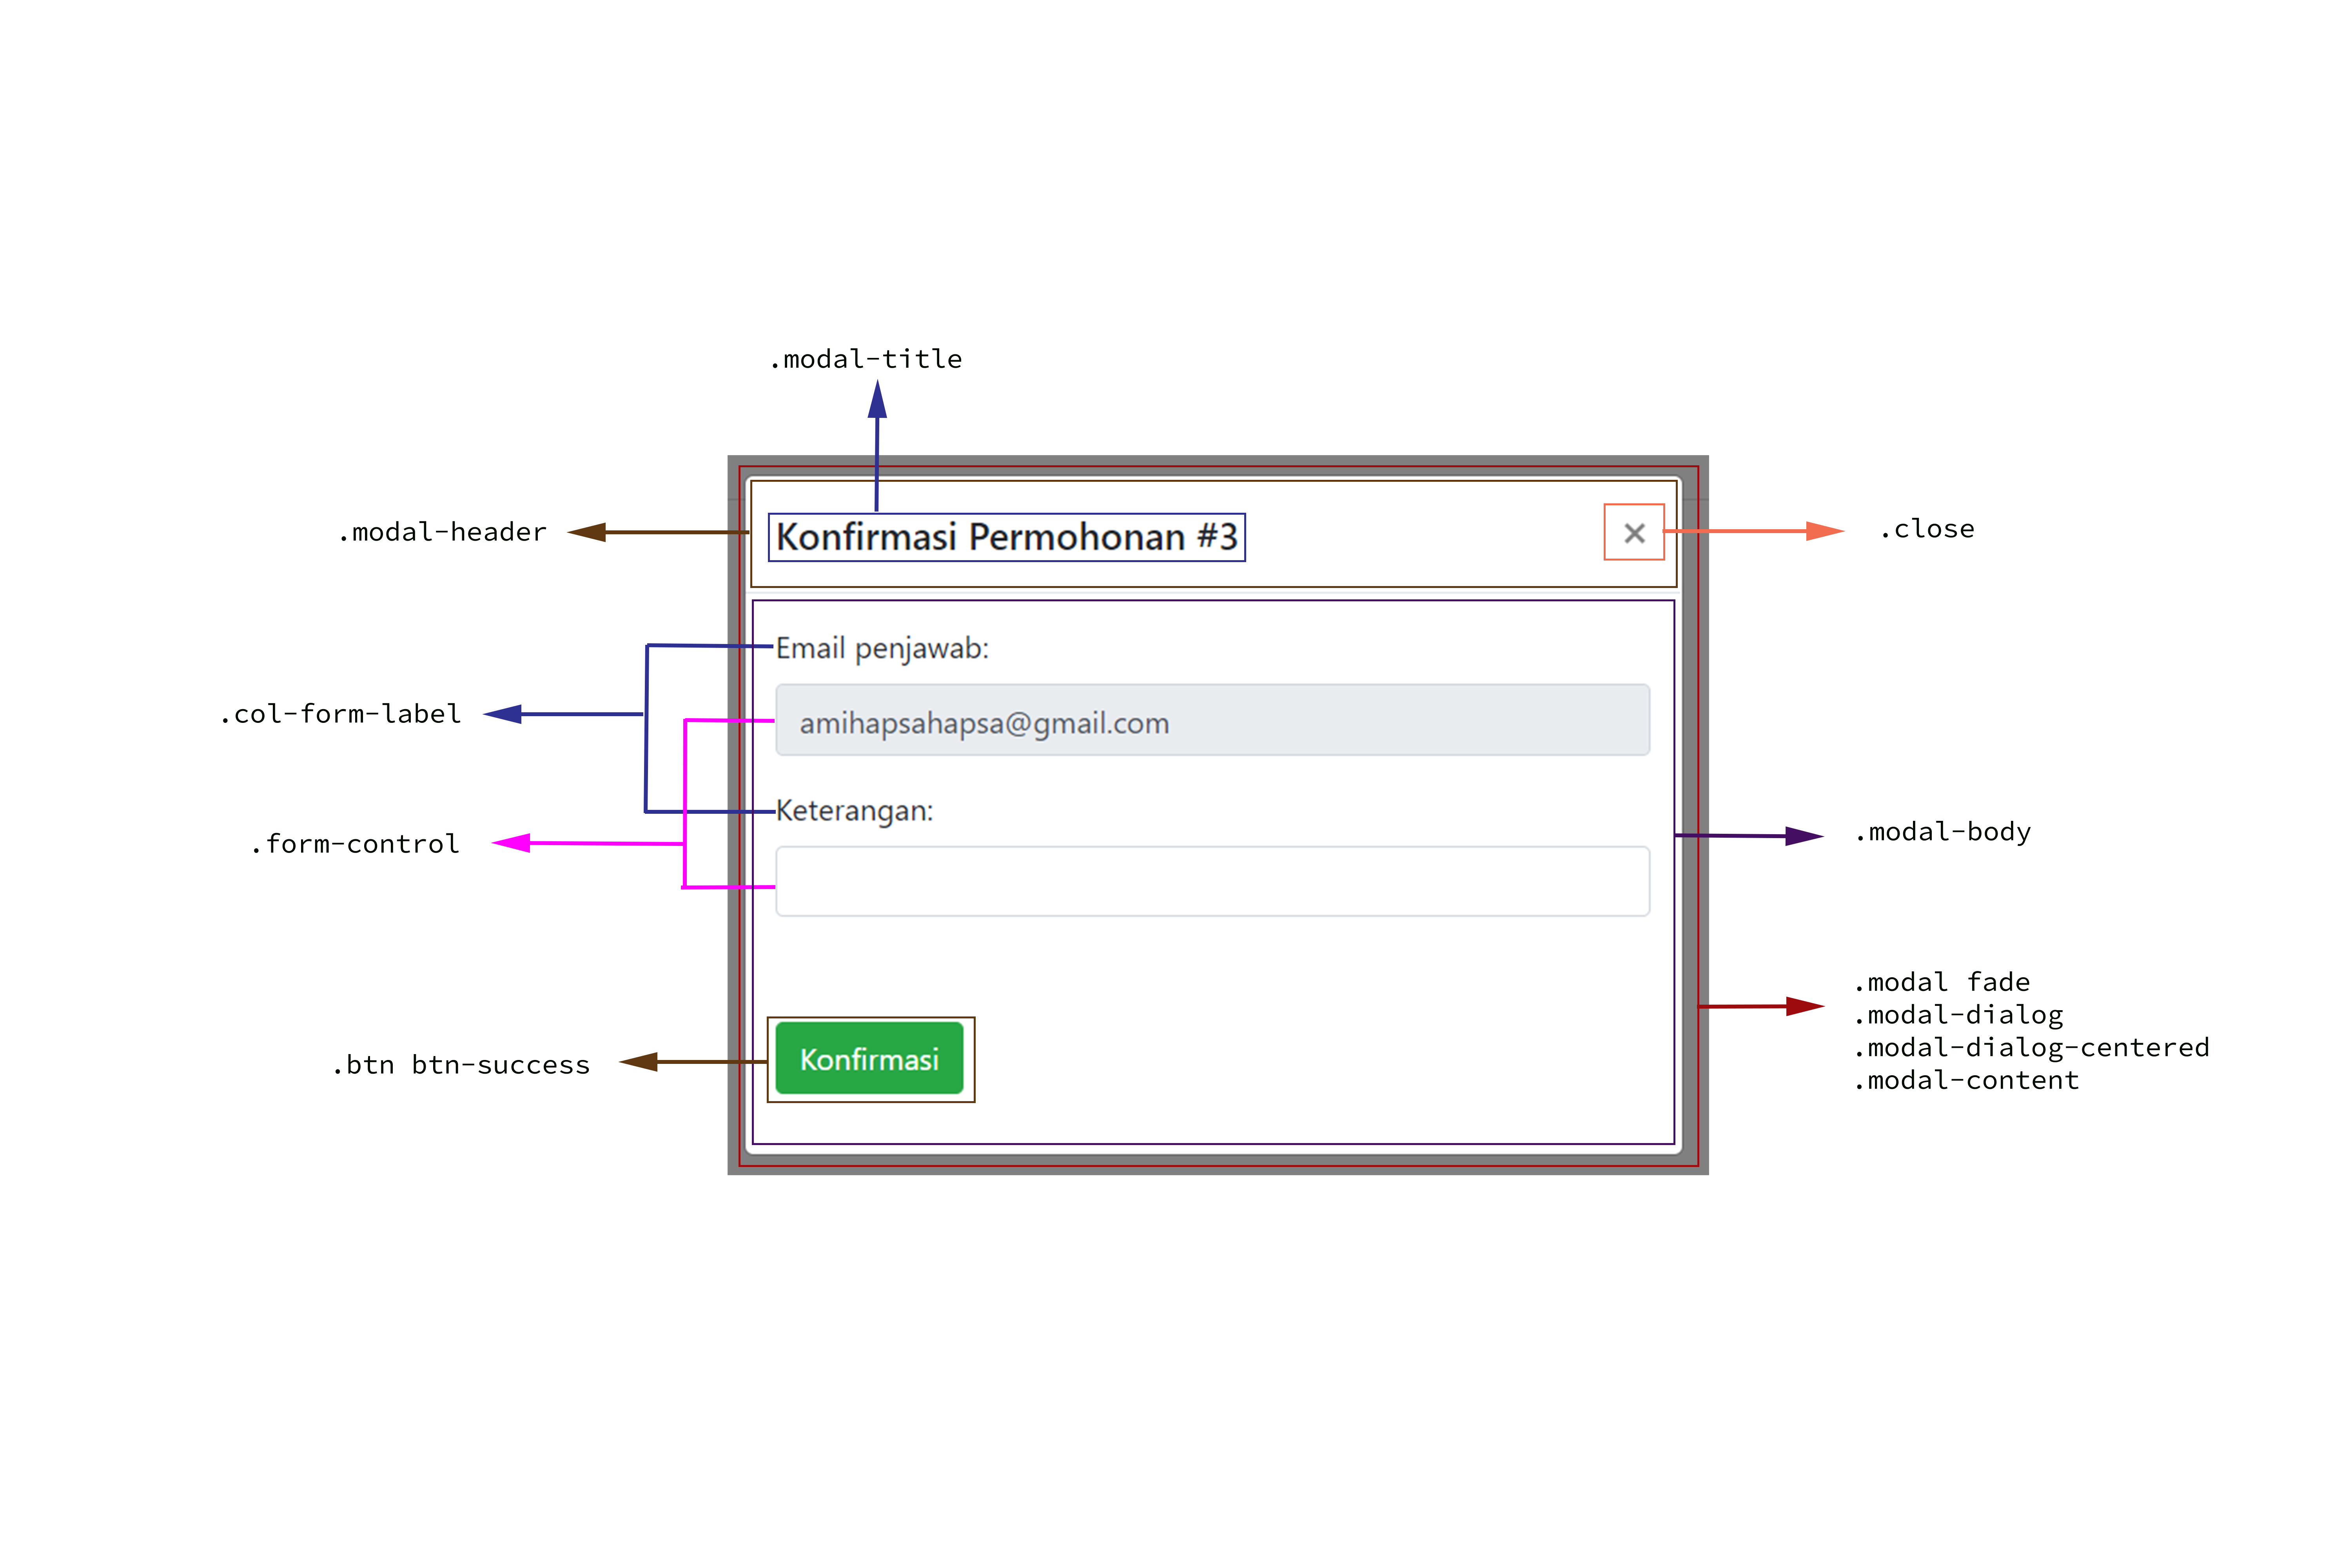 .modal-title
.modal-header
Konfirmasi Permohonan #3
×
.close
Email penjawab:
.col-form-label
amihapsahapsa@gmail.com
Keterangan:
.form-control
.modal-body
.modal fade
.modal-dialog
.modal-dialog-centered
.modal-content
Konfirmasi
.btn btn-success